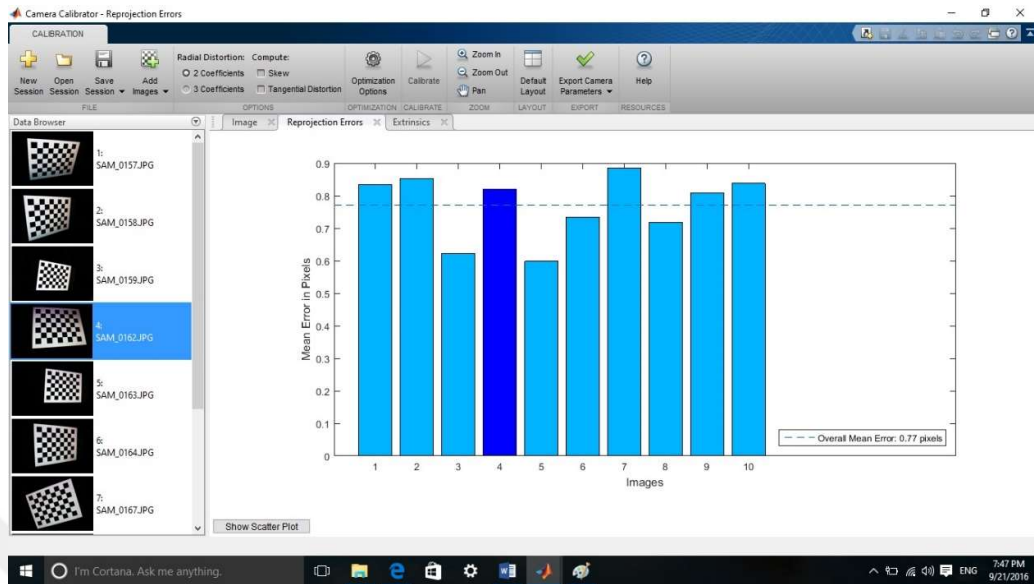 Camera Calibrator - Reprojection Errors
CALIBRATION
New Session
Open Session
Save Session
Add Images
FILE
Radial Distortion:
2 Coefficients
3 Coefficients
Compute:
Skew
Tangential Distortion
OPTIONS
Optimization Options
OPTIMIZATION
Calibrate
CALIBRATE
Zoom In
Zoom Out
Pan
ZOOM
Default Layout
LAYOUT
Export Camera Parameters
EXPORT
Help
RESOURCES
Data Browser
Image
Reprojection Errors
Extrinsics
1:
SAM_0157.JPG
2:
SAM_0158.JPG
3:
SAM_0159.JPG
4:
SAM_0162.JPG
5:
SAM_0163.JPG
6:
SAM_0164.JPG
7:
SAM_0167.JPG
Mean Error in Pixels
0.9
0.8
0.7
0.6
0.5
0.4
0.3
0.2
0.1
0
1 2 3 4 5 6 7 8 9 10
Images
Overall Mean Error: 0.77 pixels
Show Scatter Plot
I'm Cortana. Ask me anything.
ENG
7:47 PM
9/21/2016